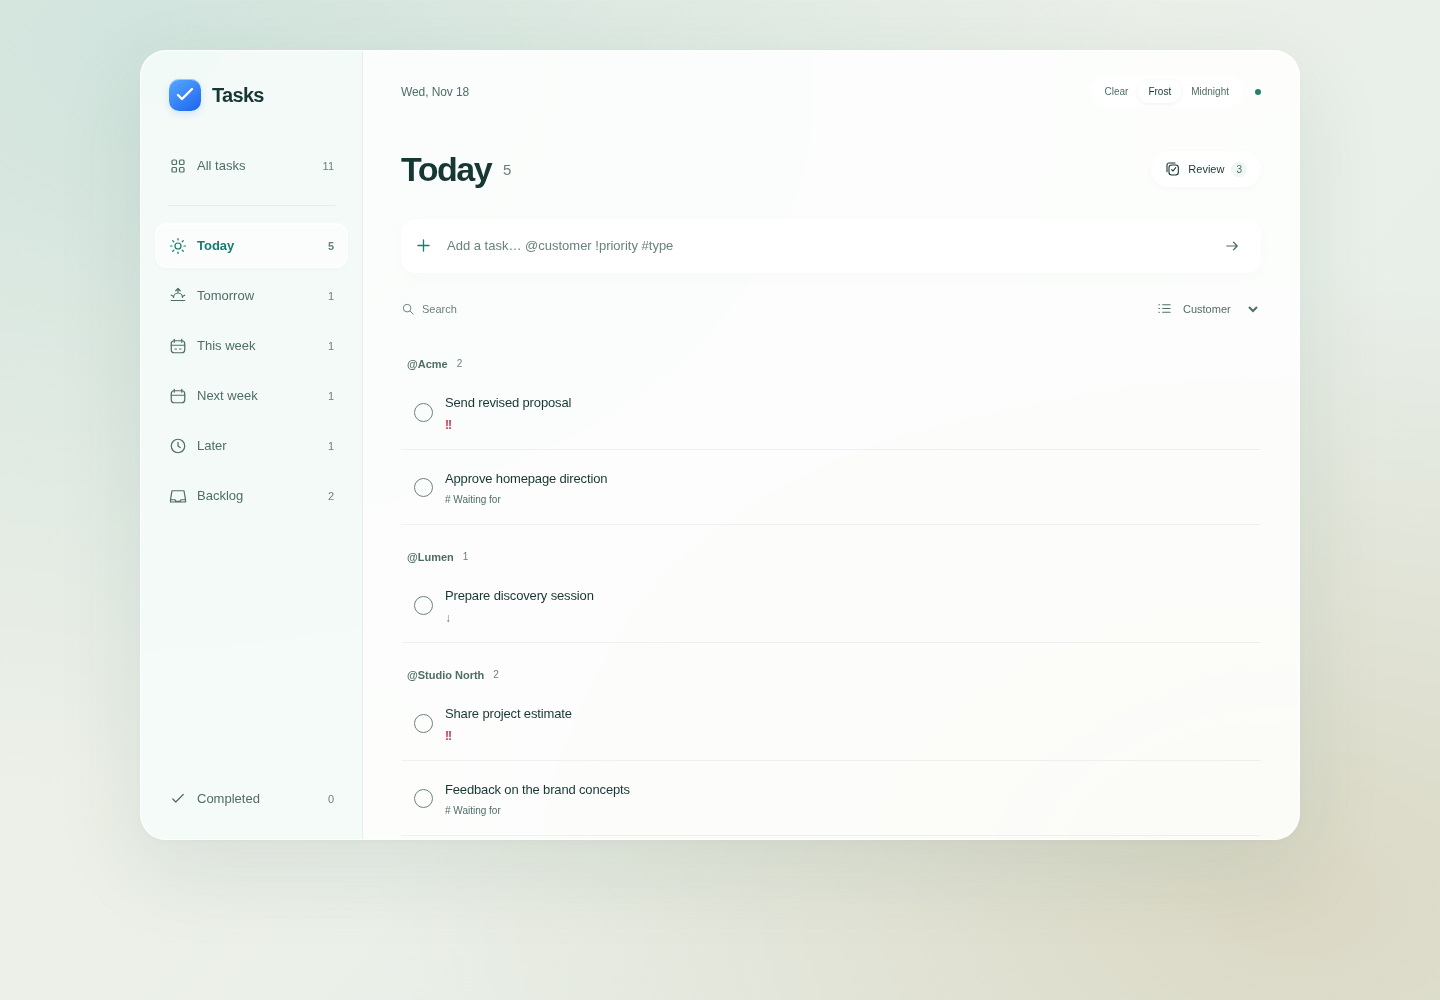 Tasks
All tasks 11
Today 5
Tomorrow 1
This week 1
Next week 1
Later 1
Backlog 2
Completed 0
Wed, Nov 18
Clear Frost Midnight
Today 5
Review 3
Add a task… @customer !priority #type
Search
Customer
@Acme 2
Send revised proposal
!!
Approve homepage direction
# Waiting for
@Lumen 1
Prepare discovery session
↓
@Studio North 2
Share project estimate
!!
Feedback on the brand concepts
# Waiting for